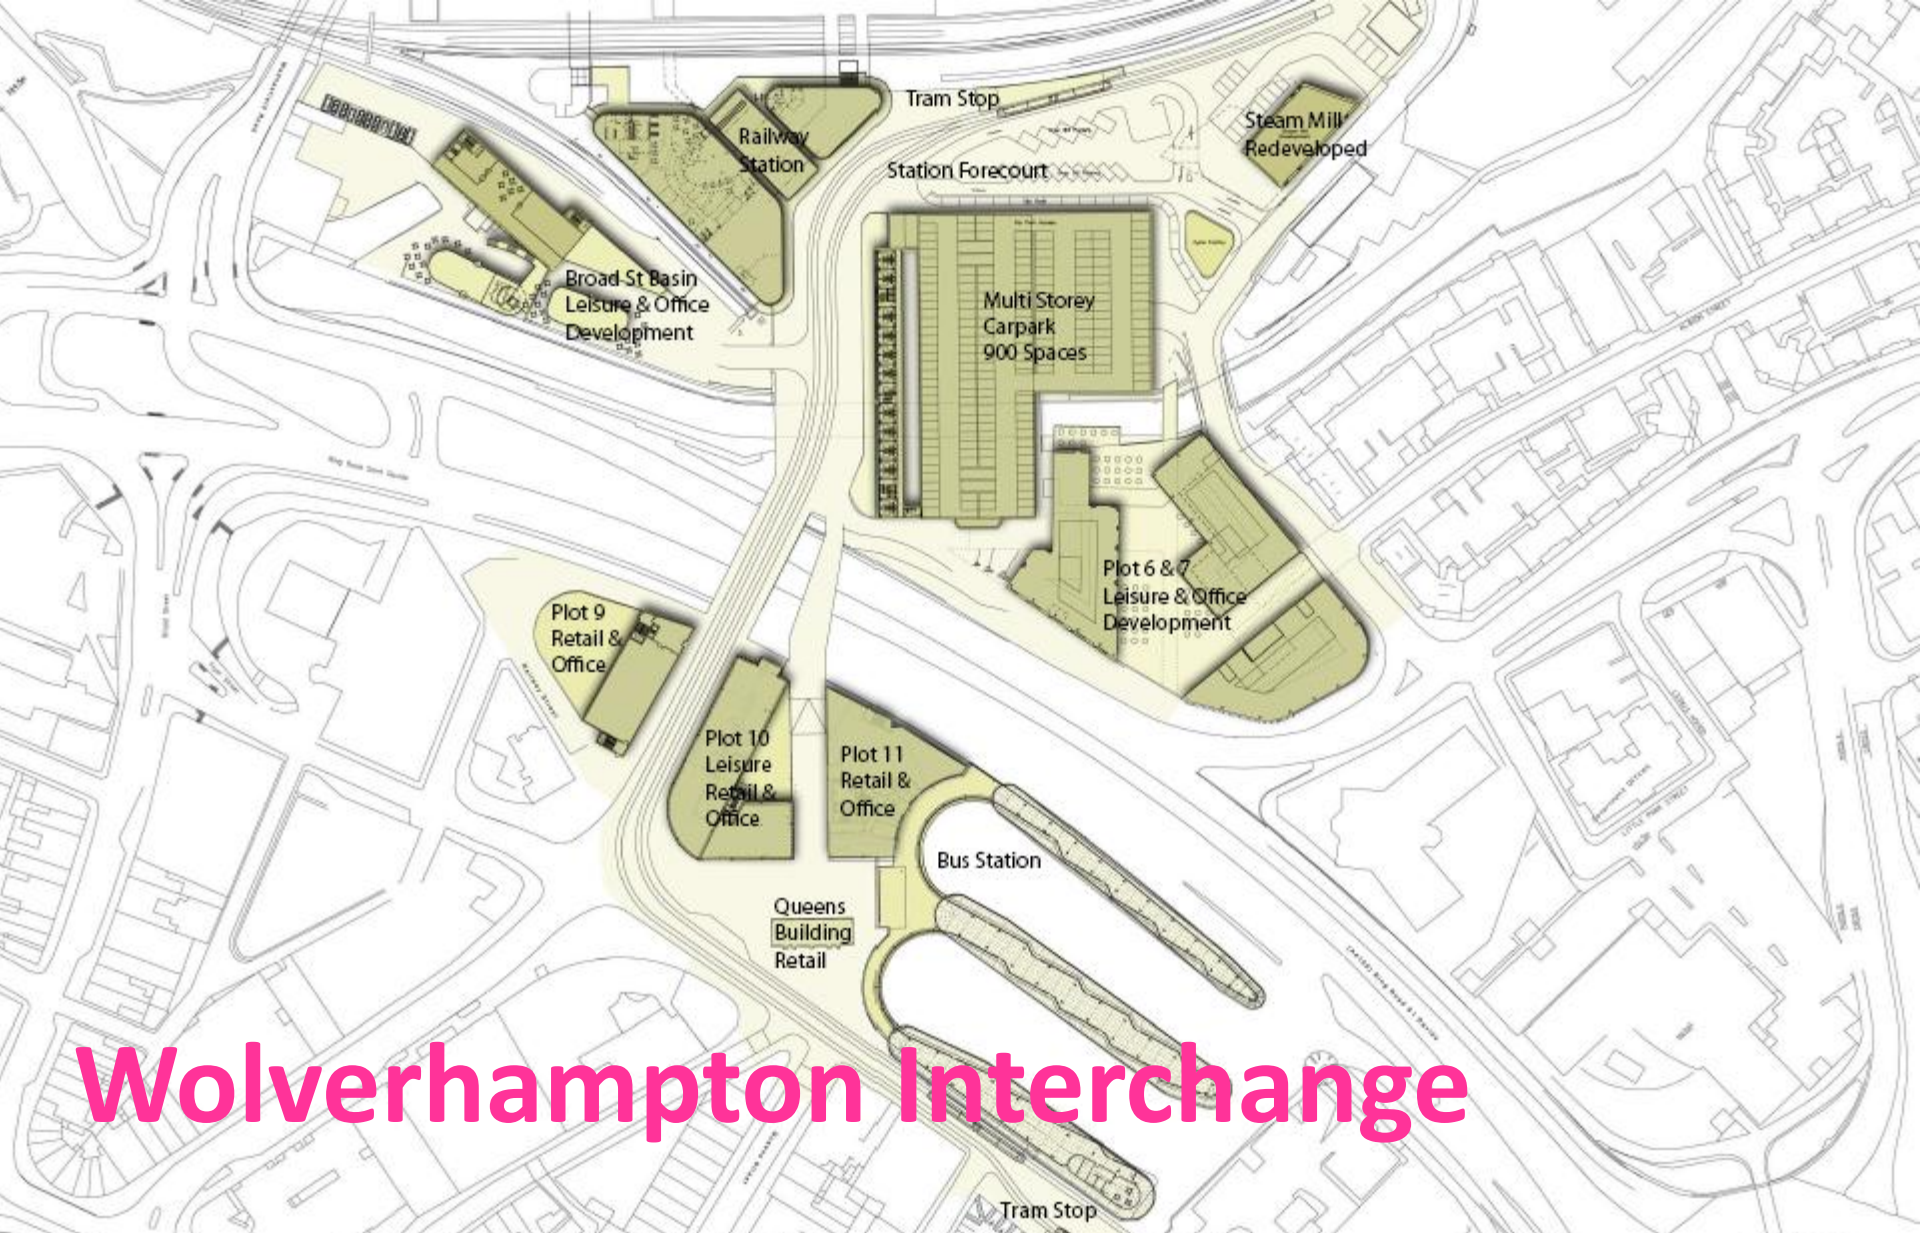 Tram Stop
Railway
Station
Steam Mill
Redeveloped
Station Forecourt
Broad St Basin
Leisure & Office
Development
Multi Storey
Carpark
900 Spaces
Plot 6 & 7
Leisure & Office
Development
Plot 9
Retail &
Office
Plot 10
Leisure
Retail &
Office
Plot 11
Retail &
Office
Bus Station
Queens
Building
Retail
Wolverhampton Interchange
Tram Stop